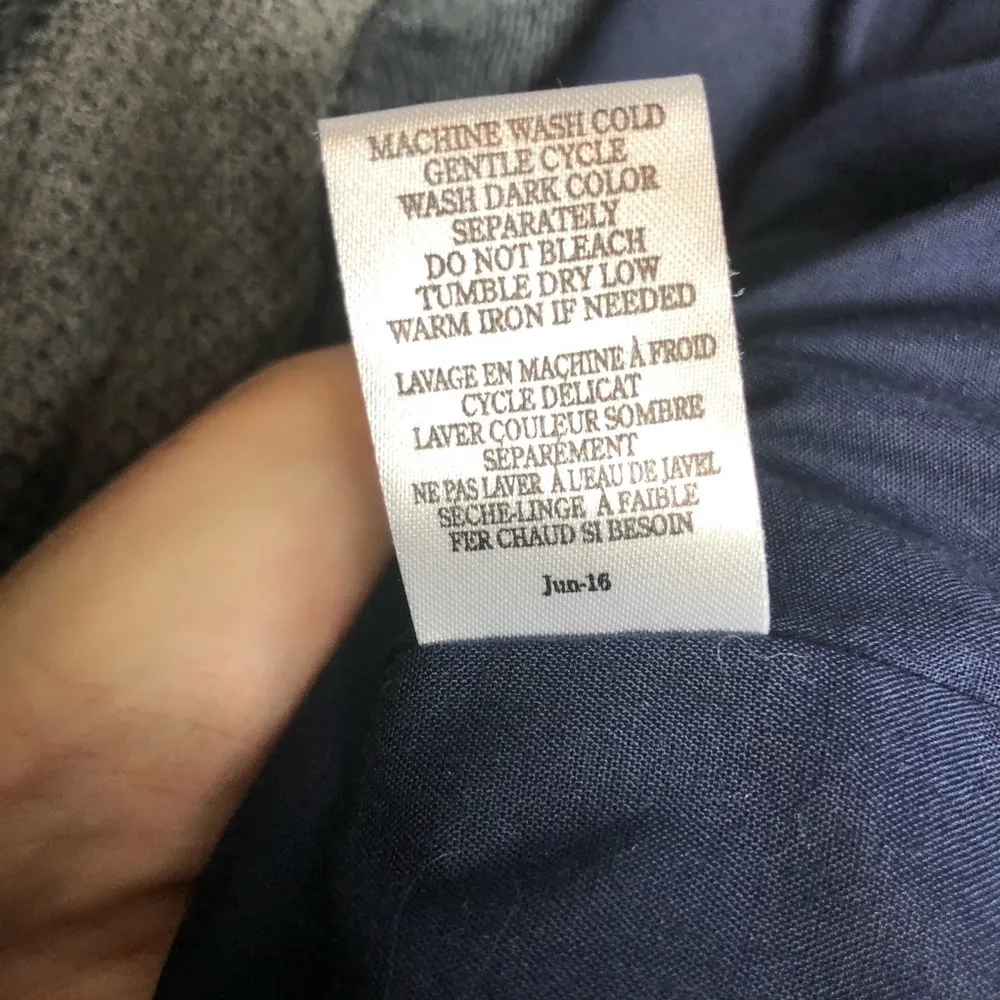 MACHINE WASH COLD
GENTLE CYCLE
WASH DARK COLOR
SEPARATELY
DO NOT BLEACH
TUMBLE DRY LOW
WARM IRON IF NEEDED
LAVAGE EN MACHINE À FROID
CYCLE DÉLICAT
LAVER COULEUR SOMBRE
SÉPARÉMENT
NE PAS LAVER À L'EAU DE JAVEL
SÈCHE-LINGE À FAIBLE
FER CHAUD SI BESOIN
Jun-16